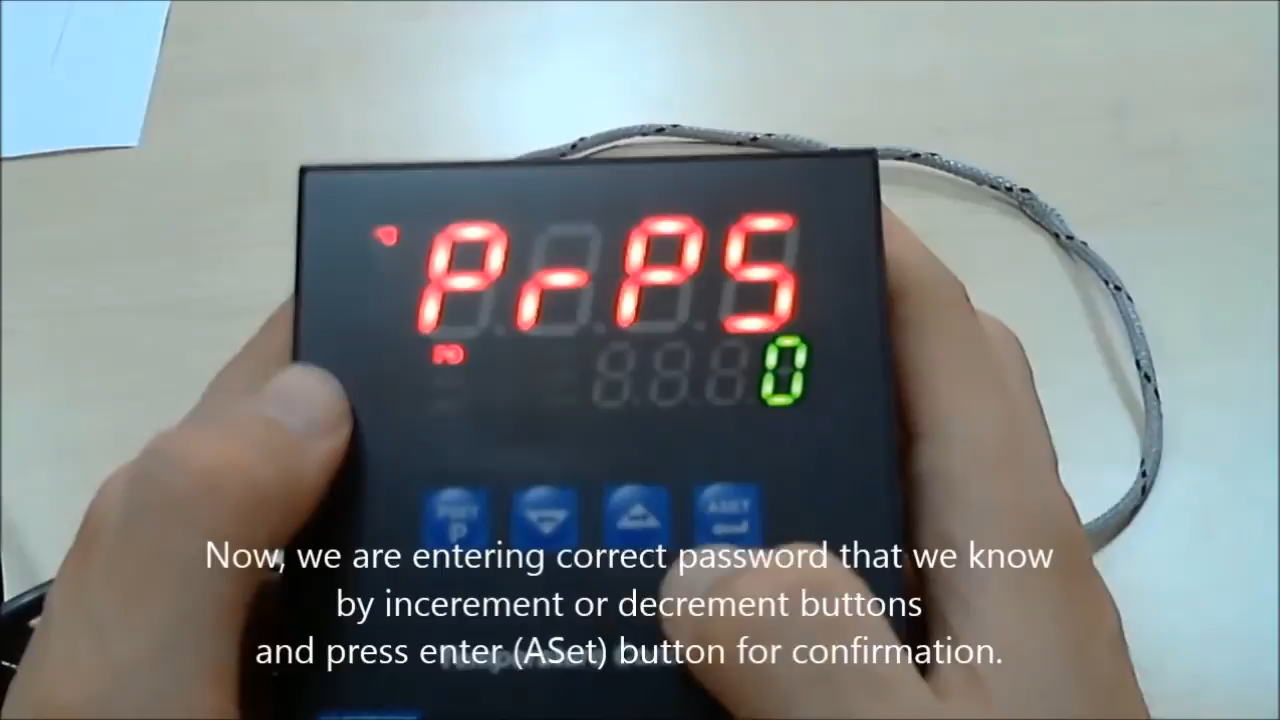 PrPS
0
P
ASET
Now, we are entering correct password that we know
by incerement or decrement buttons
and press enter (ASet) button for confirmation.